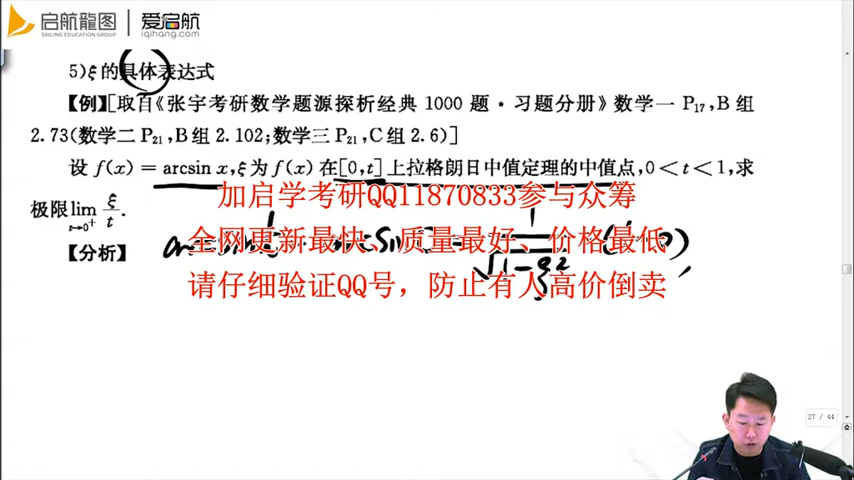 启航龍图 爱启航
SAILING EDUCATION GROUP iqihang.com
5)ξ的具体表达式
【例】[取自《张宇考研数学题源探析经典 1000 题·习题分册》数学一 P17,B 组
2.73(数学二 P21,B 组 2.102;数学三 P21,C 组 2.6)]
设 f(x) = arcsin x,ξ为 f(x) 在[0,t]上拉格朗日中值定理的中值点,0<t<1,求
加启学考研QQ11870833参与众筹
极限lim t→0⁺ ξ/t.
全网更新最快、质量最好、价格最低
【分析】
请仔细验证QQ号，防止有人高价倒卖
27 / 44